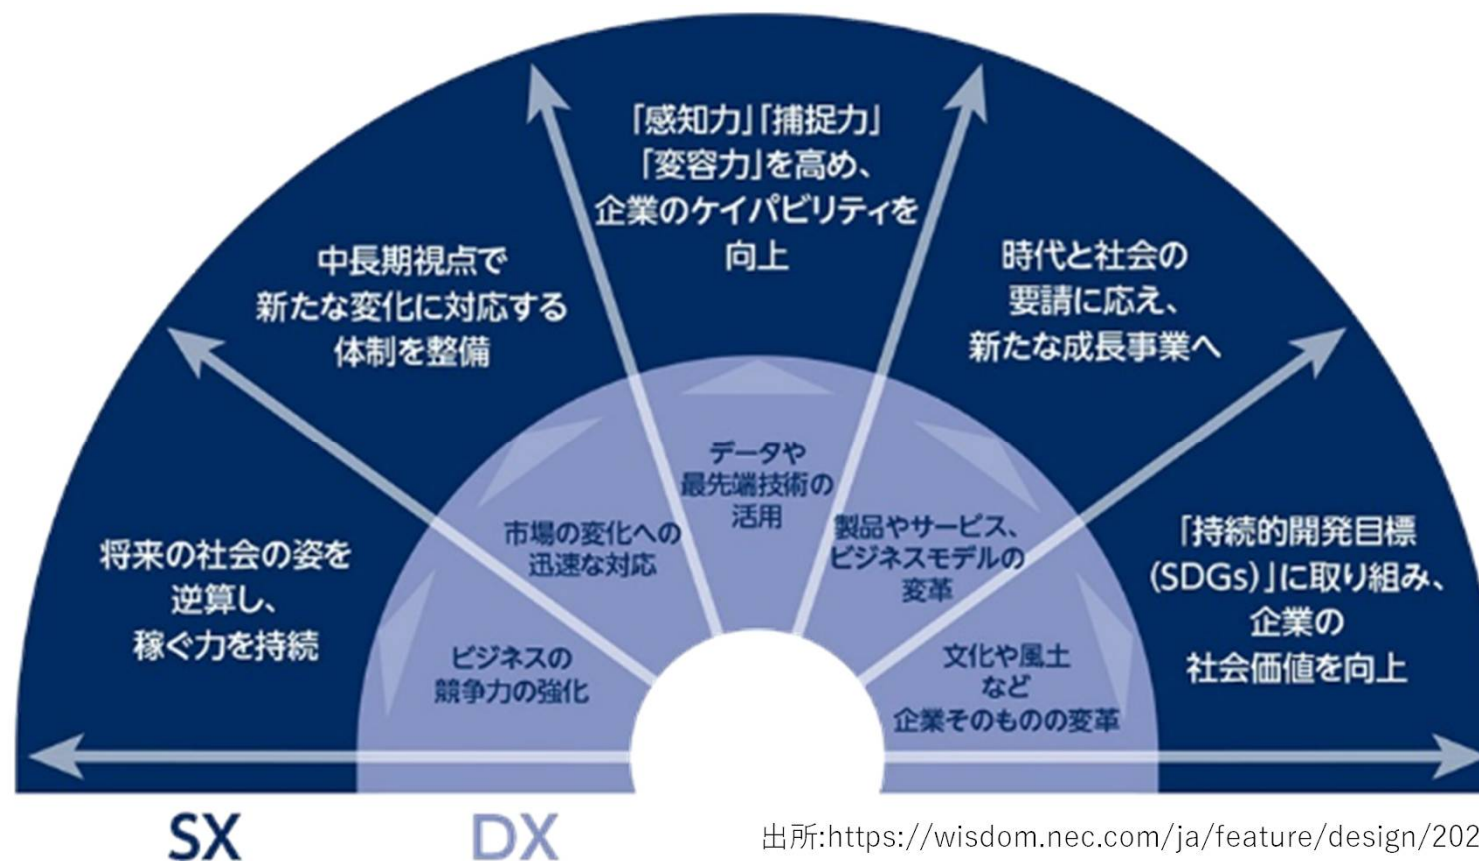 「感知力」「捕捉力」
「変容力」を高め、
企業のケイパビリティを
向上
中長期視点で
新たな変化に対応する
体制を整備
時代と社会の
要請に応え、
新たな成長事業へ
将来の社会の姿を
逆算し、
稼ぐ力を持続
「持続的開発目標
(SDGs)」に取り組み、
企業の
社会価値を向上
データや
最先端技術の
活用
市場の変化への
迅速な対応
製品やサービス、
ビジネスモデルの
変革
ビジネスの
競争力の強化
文化や風土
など
企業そのものの変革
SX
DX
出所:https://wisdom.nec.com/ja/feature/design/202